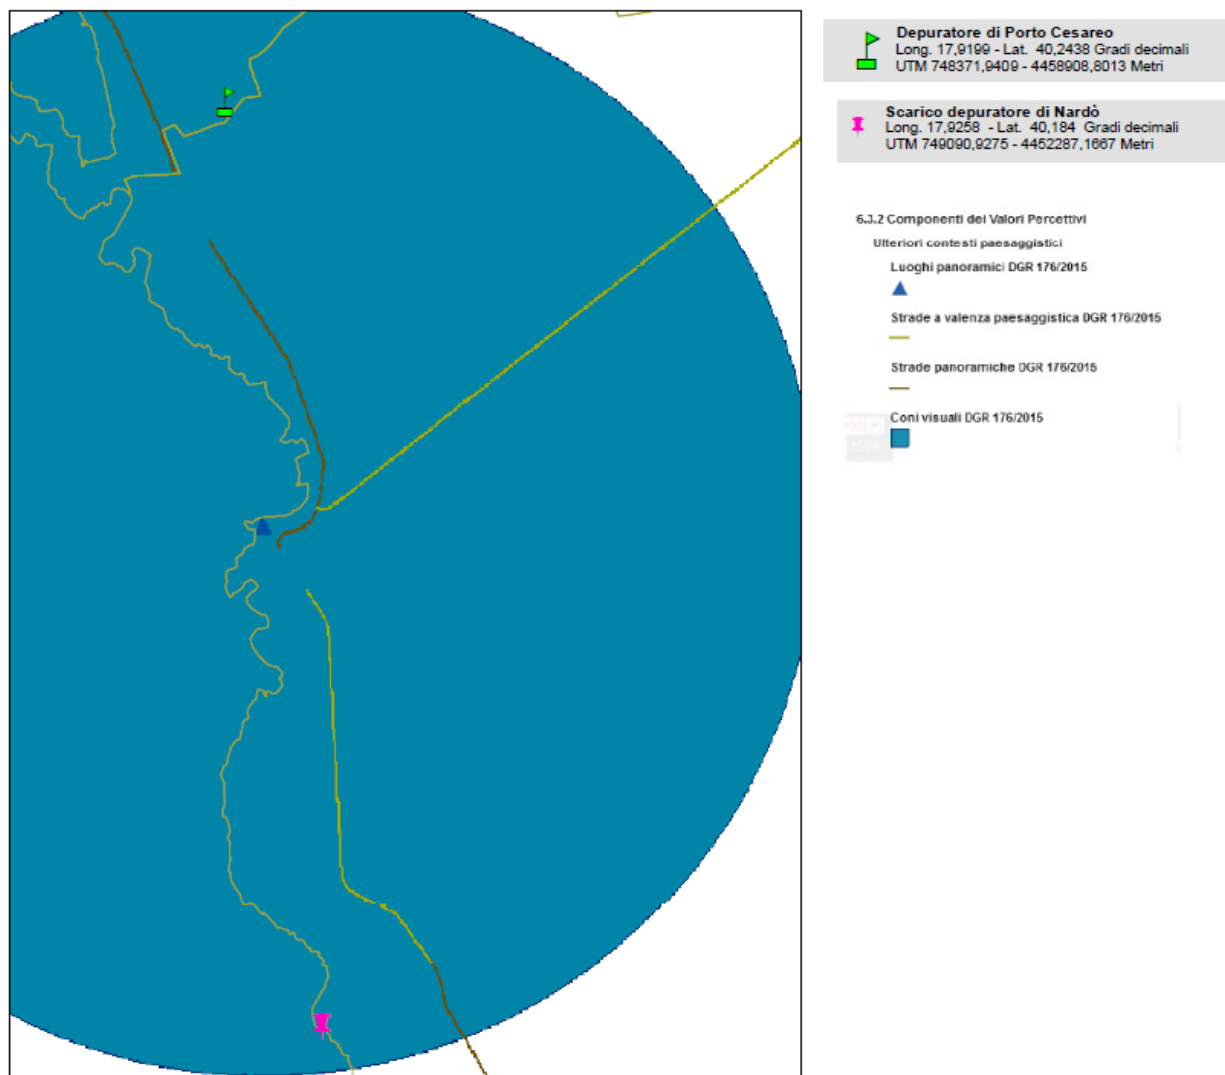 Depuratore di Porto Cesareo
Long. 17,9199 - Lat. 40,2438 Gradi decimali
UTM 748371,9409 - 4458908,8013 Metri
Scarico depuratore di Nardò
Long. 17,9258 - Lat. 40,184 Gradi decimali
UTM 749090,9275 - 4452287,1667 Metri
6.3.2 Componenti dei Valori Percettivi
Ulteriori contesti paesaggistici
Luoghi panoramici DGR 176/2015
Strade a valenza paesaggistica DGR 176/2015
Strade panoramiche DGR 176/2015
Coni visuali DGR 176/2015